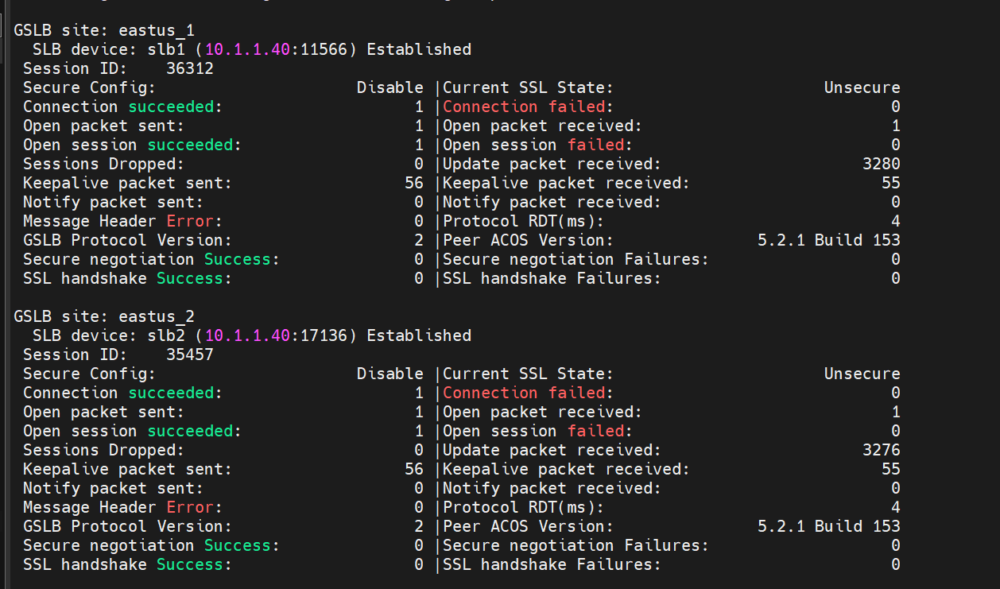 GSLB site: eastus_1
SLB device: slb1 (10.1.1.40:11566) Established
Session ID: 36312
Secure Config: Disable |Current SSL State: Unsecure
Connection succeeded: 1 |Connection failed: 0
Open packet sent: 1 |Open packet received: 1
Open session succeeded: 1 |Open session failed: 0
Sessions Dropped: 0 |Update packet received: 3280
Keepalive packet sent: 56 |Keepalive packet received: 55
Notify packet sent: 0 |Notify packet received: 0
Message Header Error: 0 |Protocol RDT(ms): 4
GSLB Protocol Version: 2 |Peer ACOS Version: 5.2.1 Build 153
Secure negotiation Success: 0 |Secure negotiation Failures: 0
SSL handshake Success: 0 |SSL handshake Failures: 0
GSLB site: eastus_2
SLB device: slb2 (10.1.1.40:17136) Established
Session ID: 35457
Secure Config: Disable |Current SSL State: Unsecure
Connection succeeded: 1 |Connection failed: 0
Open packet sent: 1 |Open packet received: 1
Open session succeeded: 1 |Open session failed: 0
Sessions Dropped: 0 |Update packet received: 3276
Keepalive packet sent: 56 |Keepalive packet received: 55
Notify packet sent: 0 |Notify packet received: 0
Message Header Error: 0 |Protocol RDT(ms): 4
GSLB Protocol Version: 2 |Peer ACOS Version: 5.2.1 Build 153
Secure negotiation Success: 0 |Secure negotiation Failures: 0
SSL handshake Success: 0 |SSL handshake Failures: 0